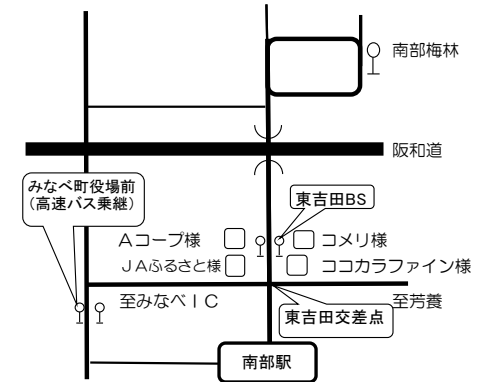 南部梅林
阪和道
みなべ町役場前
(高速バス乗継)
東吉田BS
Aコープ様
コメリ様
JAふるさと様
ココカラファイン様
至みなべIC
至芳養
東吉田交差点
南部駅